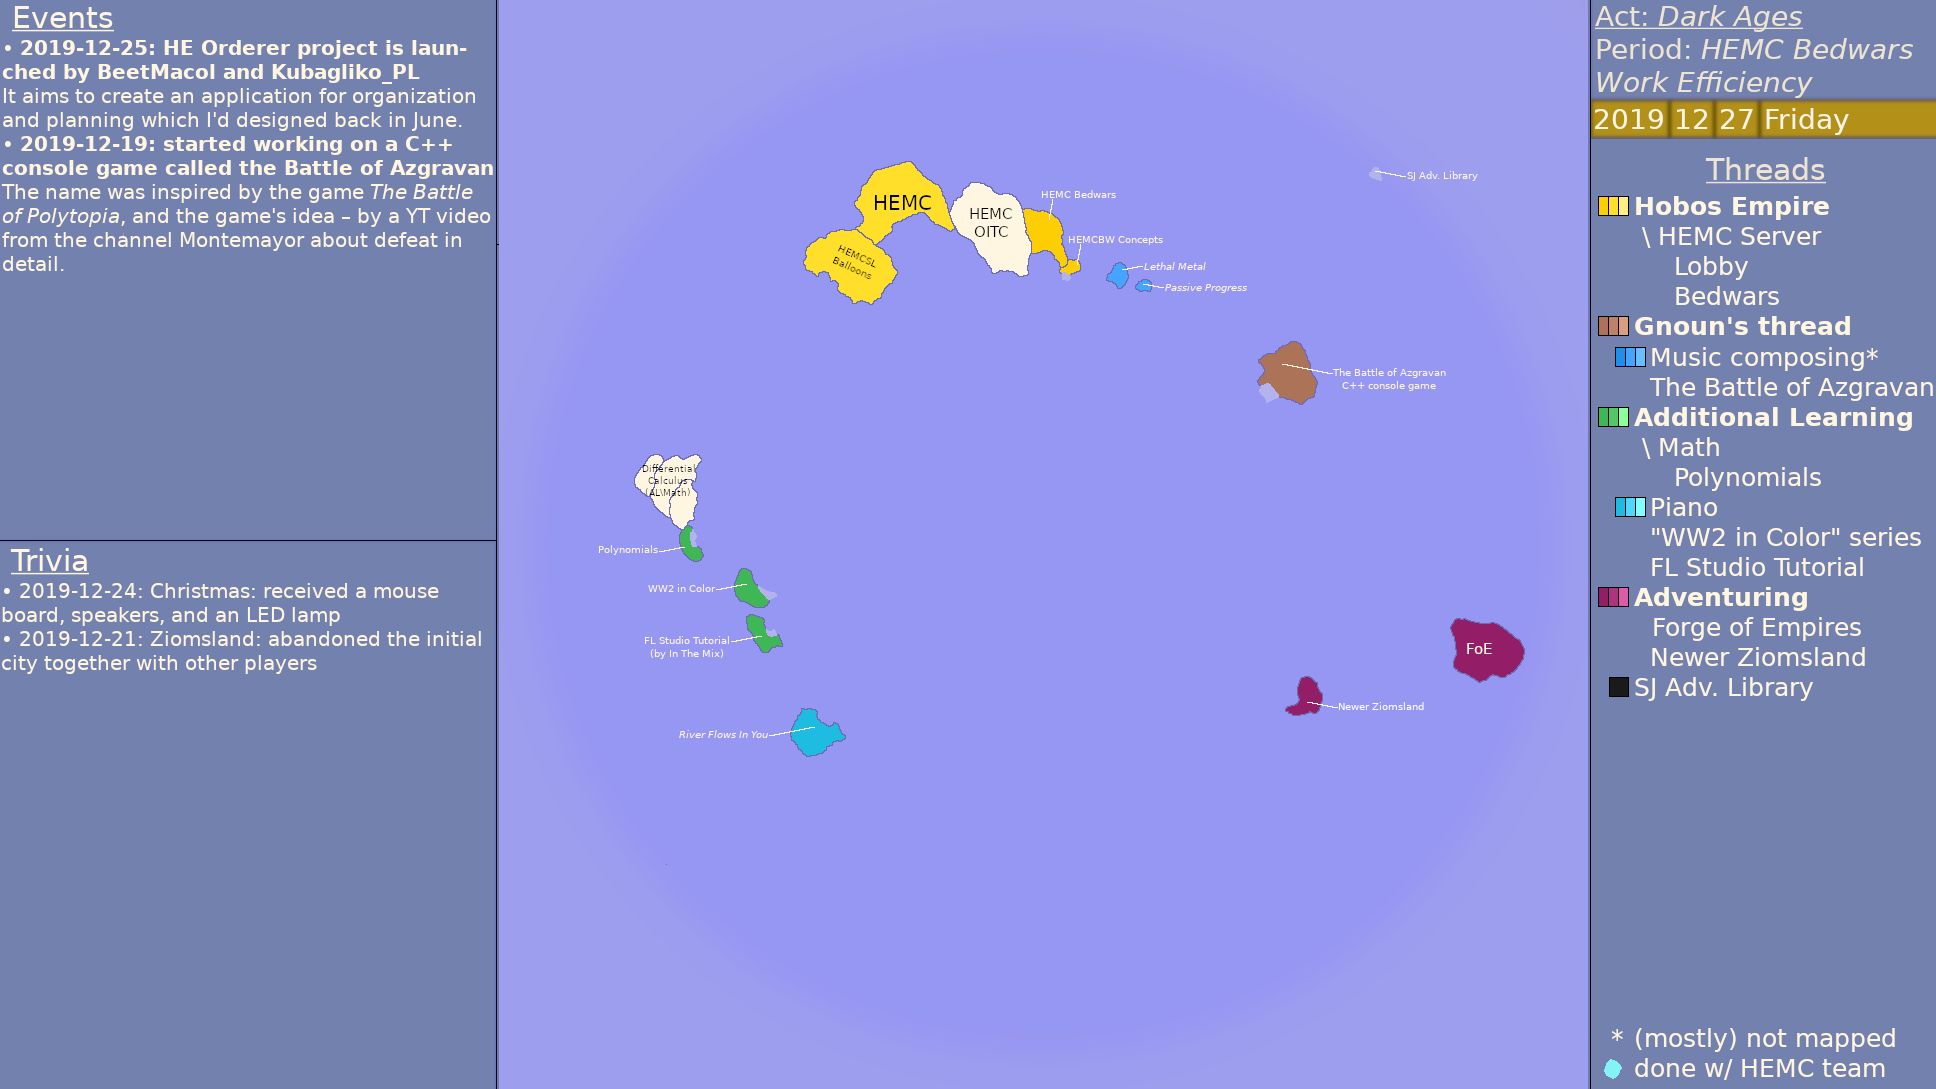 Events
• 2019-12-25: HE Orderer project is laun-
ched by BeetMacol and Kubagliko_PL
It aims to create an application for organization
and planning which I'd designed back in June.
• 2019-12-19: started working on a C++
console game called the Battle of Azgravan
The name was inspired by the game The Battle
of Polytopia, and the game's idea – by a YT video
from the channel Montemayor about defeat in
detail.
Trivia
• 2019-12-24: Christmas: received a mouse
board, speakers, and an LED lamp
• 2019-12-21: Ziomsland: abandoned the initial
city together with other players
HEMC
HEMCSL
Balloons
HEMC
OITC
HEMC Bedwars
HEMCBW Concepts
Lethal Metal
Passive Progress
SJ Adv. Library
The Battle of Azgravan
C++ console game
Differential
Calculus
(AL\Math)
Polynomials
WW2 in Color
FL Studio Tutorial
(by In The Mix)
River Flows In You
FoE
Newer Ziomsland
Act: Dark Ages
Period: HEMC Bedwars
Work Efficiency
2019 12 27 Friday
Threads
Hobos Empire
\ HEMC Server
Lobby
Bedwars
Gnoun's thread
Music composing*
The Battle of Azgravan
Additional Learning
\ Math
Polynomials
Piano
"WW2 in Color" series
FL Studio Tutorial
Adventuring
Forge of Empires
Newer Ziomsland
SJ Adv. Library
* (mostly) not mapped
done w/ HEMC team